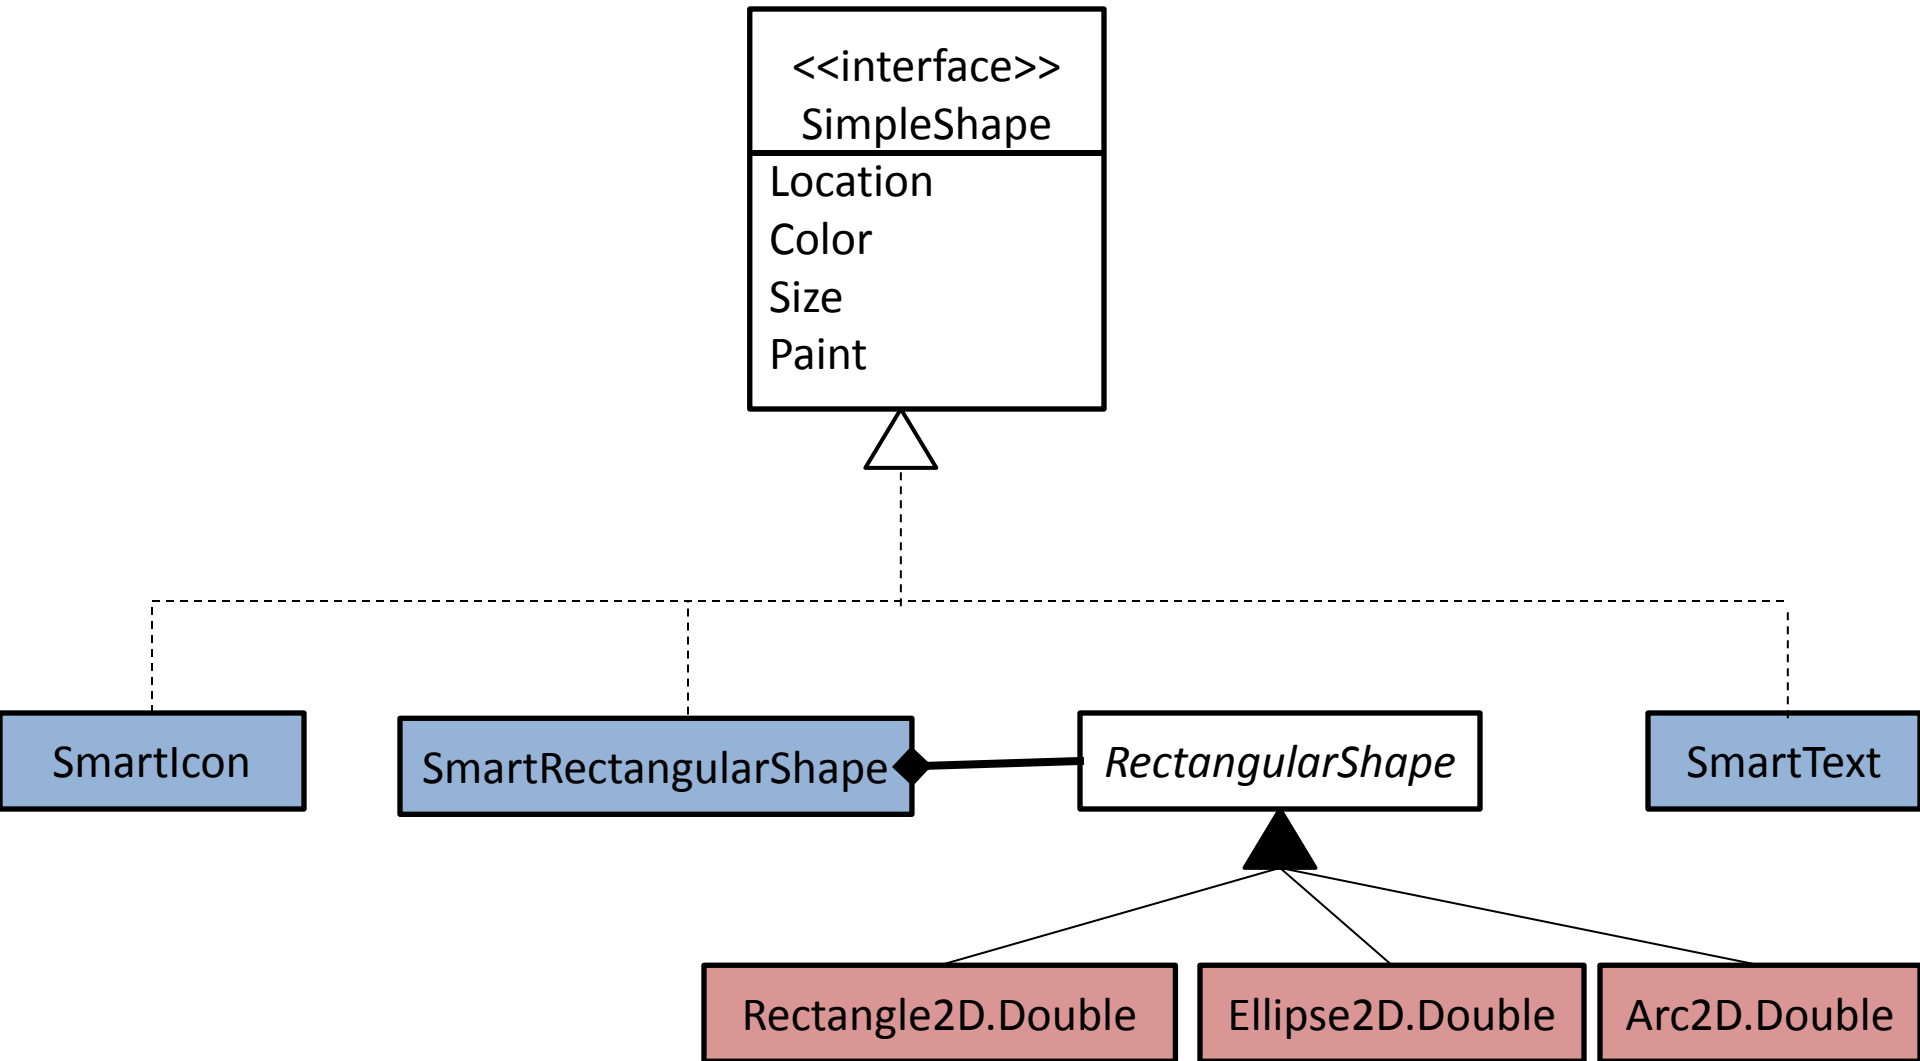 <<interface>>
SimpleShape
Location
Color
Size
Paint
SmartIcon
SmartRectangularShape
RectangularShape
SmartText
Rectangle2D.Double
Ellipse2D.Double
Arc2D.Double